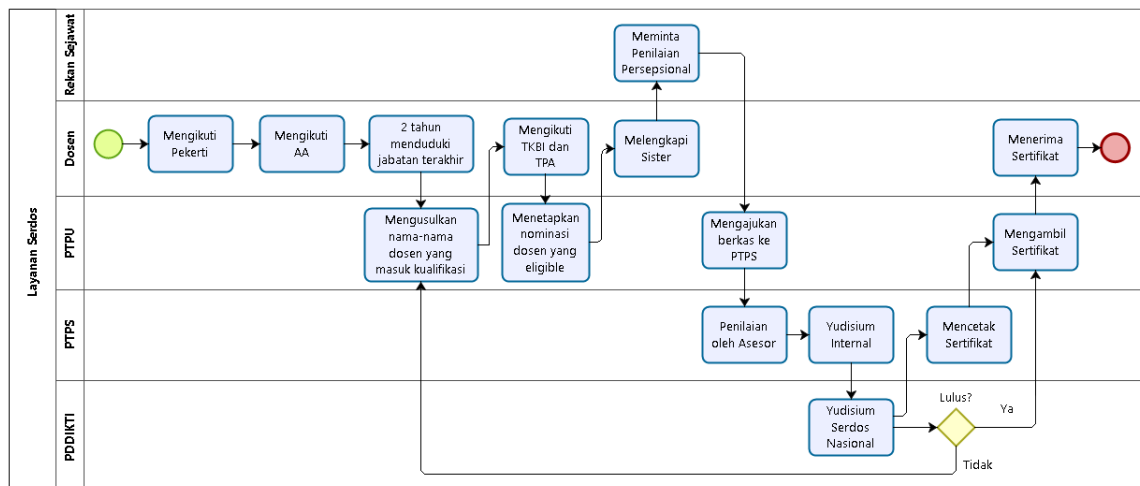 Layanan Serdos
Rekan Sejawat
Meminta
Penilaian
Persepsional
Dosen
Mengikuti
Pekerti
Mengikuti
AA
2 tahun
menduduki
jabatan terakhir
Mengikuti
TKBI dan
TPA
Melengkapi
Sister
Menerima
Sertifikat
PTPU
Mengusulkan
nama-nama
dosen yang
masuk kualifikasi
Menetapkan
nominasi
dosen yang
eligible
Mengajukan
berkas ke
PTPS
Mengambil
Sertifikat
PTPS
Penilaian
oleh Asesor
Yudisium
Internal
Mencetak
Sertifikat
PDDIKTI
Yudisium
Serdos
Nasional
Lulus?
Ya
Tidak